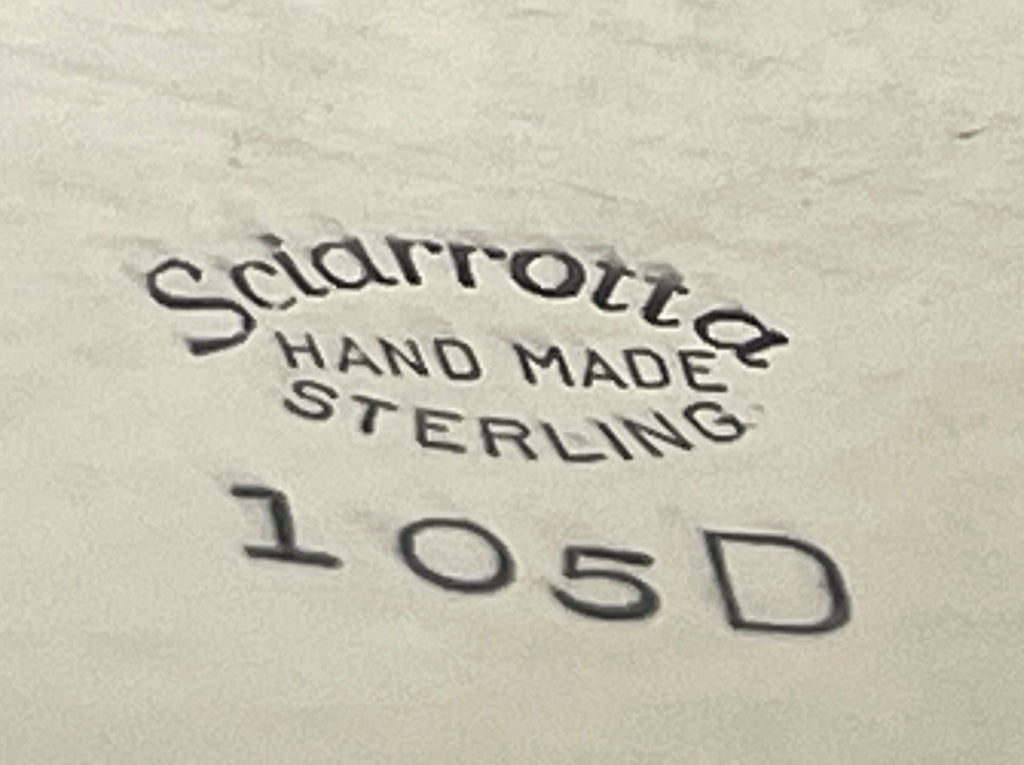 Sciarrotta
HAND MADE
STERLING
105D